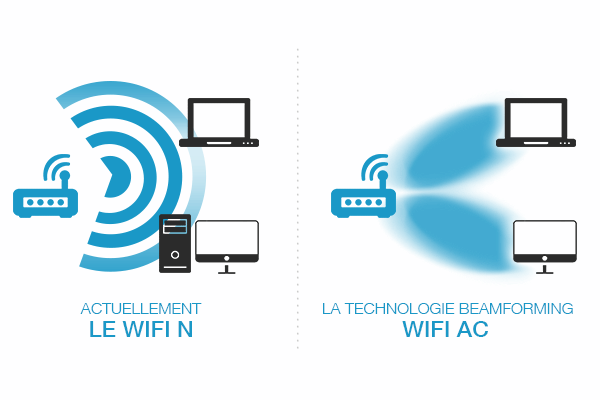 ACTUELLEMENT
LE WIFI N
LA TECHNOLOGIE BEAMFORMING
WIFI AC